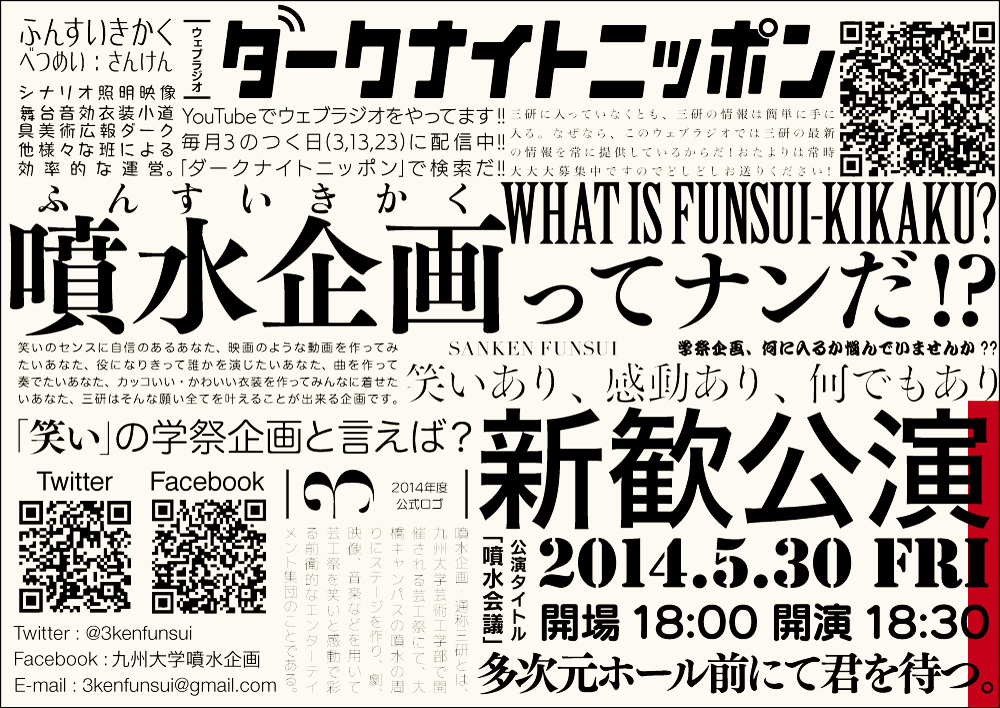 ふんすいきかく
べつめい：さんけん
シナリオ照明映像
舞台音効衣装小道
具美術広報ダーク
他様々な班による
効率的な運営。
ウェブラジオ
ダークナイトニッポン
YouTubeでウェブラジオをやってます!!
毎月3のつく日(3,13,23)に配信中!!
「ダークナイトニッポン」で検索だ!!
三研に入っていなくとも、三研の情報は簡単に手に
入る。なぜなら、このウェブラジオでは三研の最新
の情報を常に提供しているからだ！おたよりは常時
大大大募集中ですのでどしどしお送りください！
ふんすいきかく
噴水企画
WHAT IS FUNSUI-KIKAKU?
ってナンだ!?
笑いのセンスに自信のあるあなた、映画のような動画を作ってみ
たいあなた、役になりきって誰かを演じたいあなた、曲を作って
奏でたいあなた、カッコいい・かわいい衣装を作ってみんなに着せた
いあなた、三研はそんな願い全てを叶えることが出来る企画です。
SANKEN FUNSUI
学祭企画、何に入るか悩んでいませんか??
笑いあり、感動あり、何でもあり
「笑い」の学祭企画と言えば？
新歓公演
Twitter
Facebook
3
2014年度
公式ロゴ
噴水企画・通称三研とは、
九州大学芸術工学部で開
催される芸工祭にて、大
橋キャンパスの噴水の周
りにステージを作り、劇、
映像、音楽などを用いて
芸工祭を笑いと感動で彩
る前衛的なエンターテイ
メント集団のことである。
公演タイトル
「噴水会議」
2014.5.30 FRI
開場 18:00 開演 18:30
多次元ホール前にて君を待つ。
Twitter : @3kenfunsui
Facebook : 九州大学噴水企画
E-mail : 3kenfunsui@gmail.com